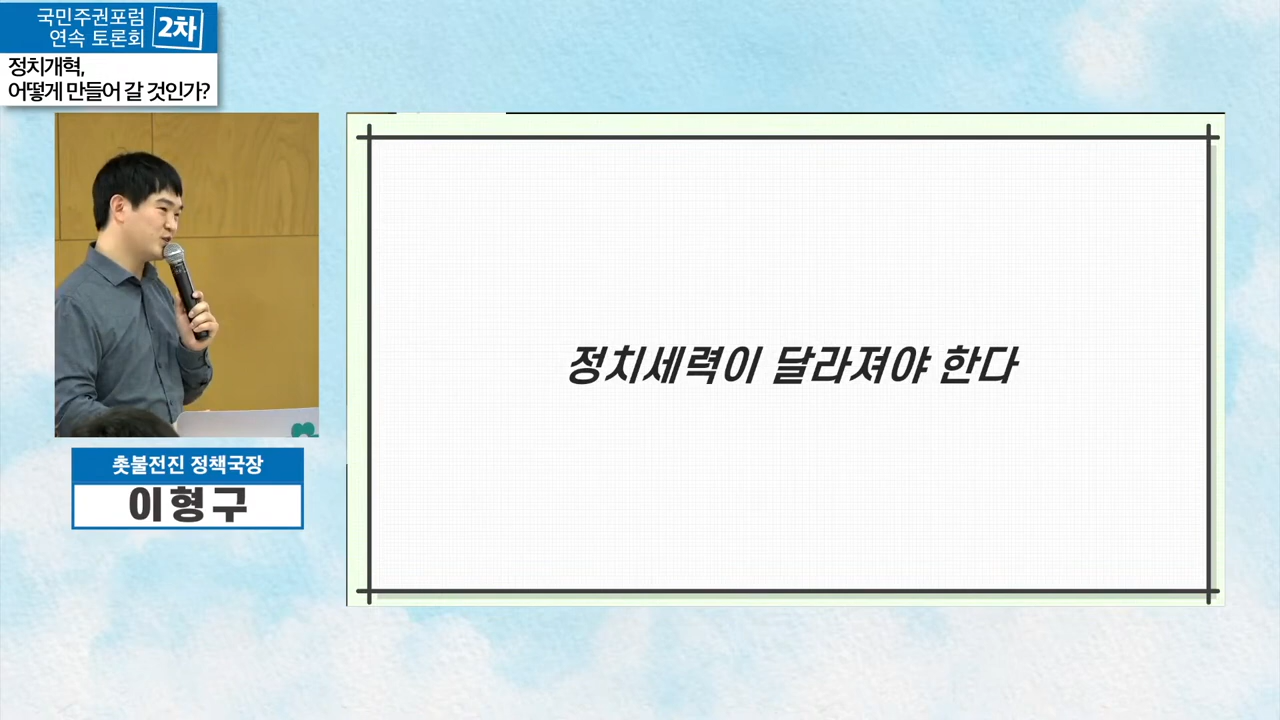 국민주권포럼
연속 토론회
2차
정치개혁,
어떻게 만들어 갈 것인가?
정치세력이 달라져야 한다
촛불전진 정책국장
이형구